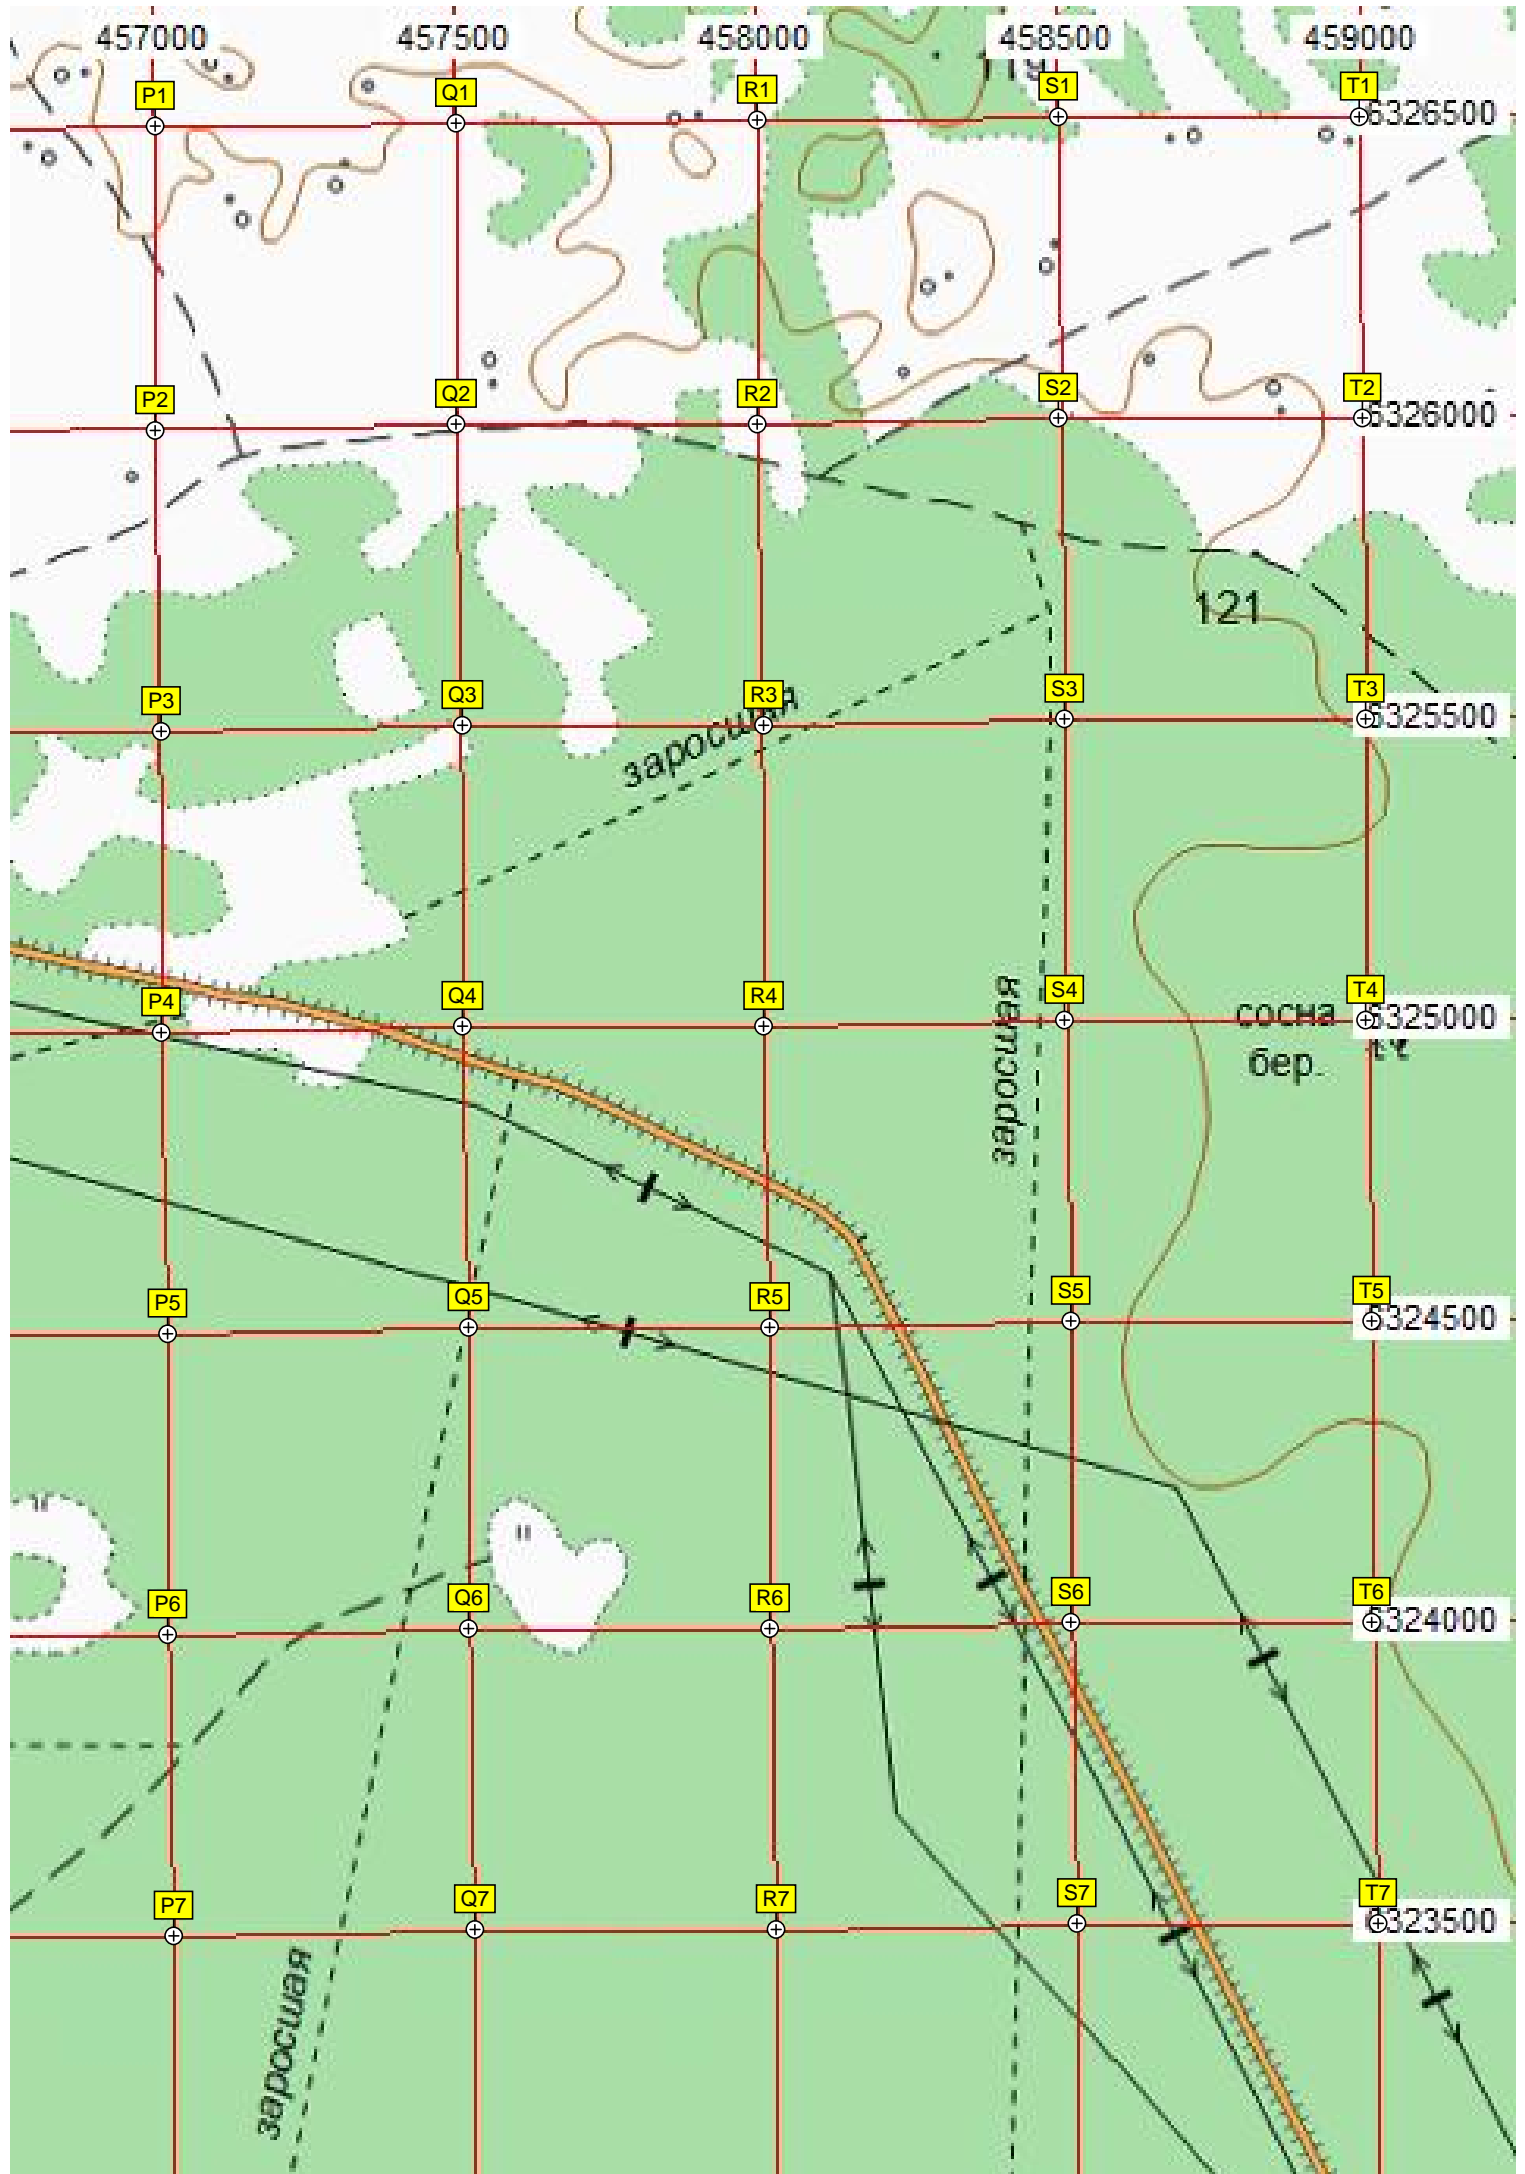 457000 457500 458000 458500 459000
P1 Q1 R1 S1 T1
6326500
P2 Q2 R2 S2 T2
6326000
121
P3 Q3 R3 S3 T3
6325500
заросшая
P4 Q4 R4 S4 T4
6325000
сосна
бер.
заросшая
P5 Q5 R5 S5 T5
6324500
P6 Q6 R6 S6 T6
6324000
P7 Q7 R7 S7 T7
6323500
заросшая